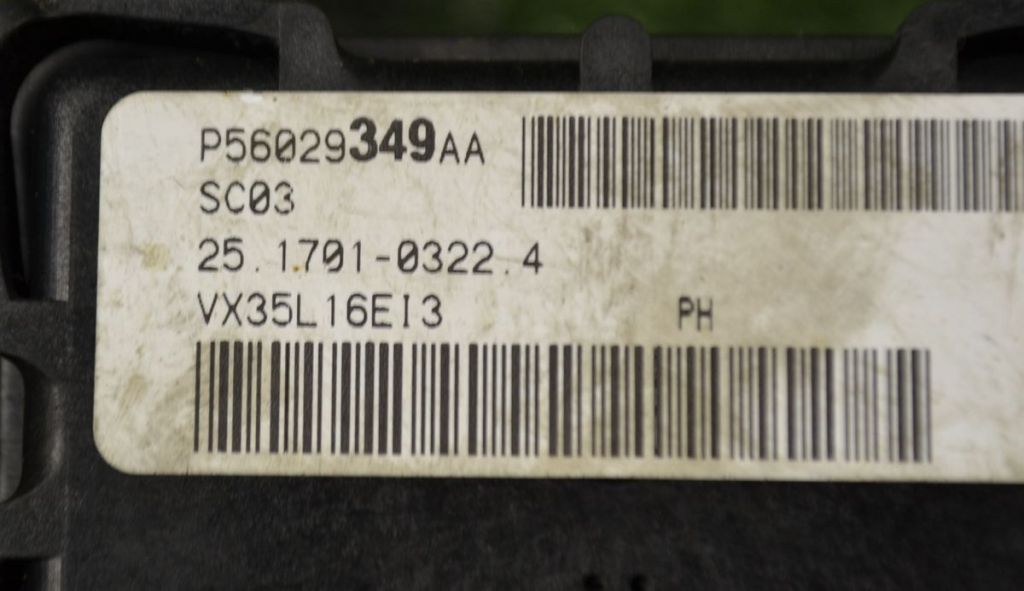 P56029349AA
SC03
25.1701-0322.4
VX35L16EI3 PH